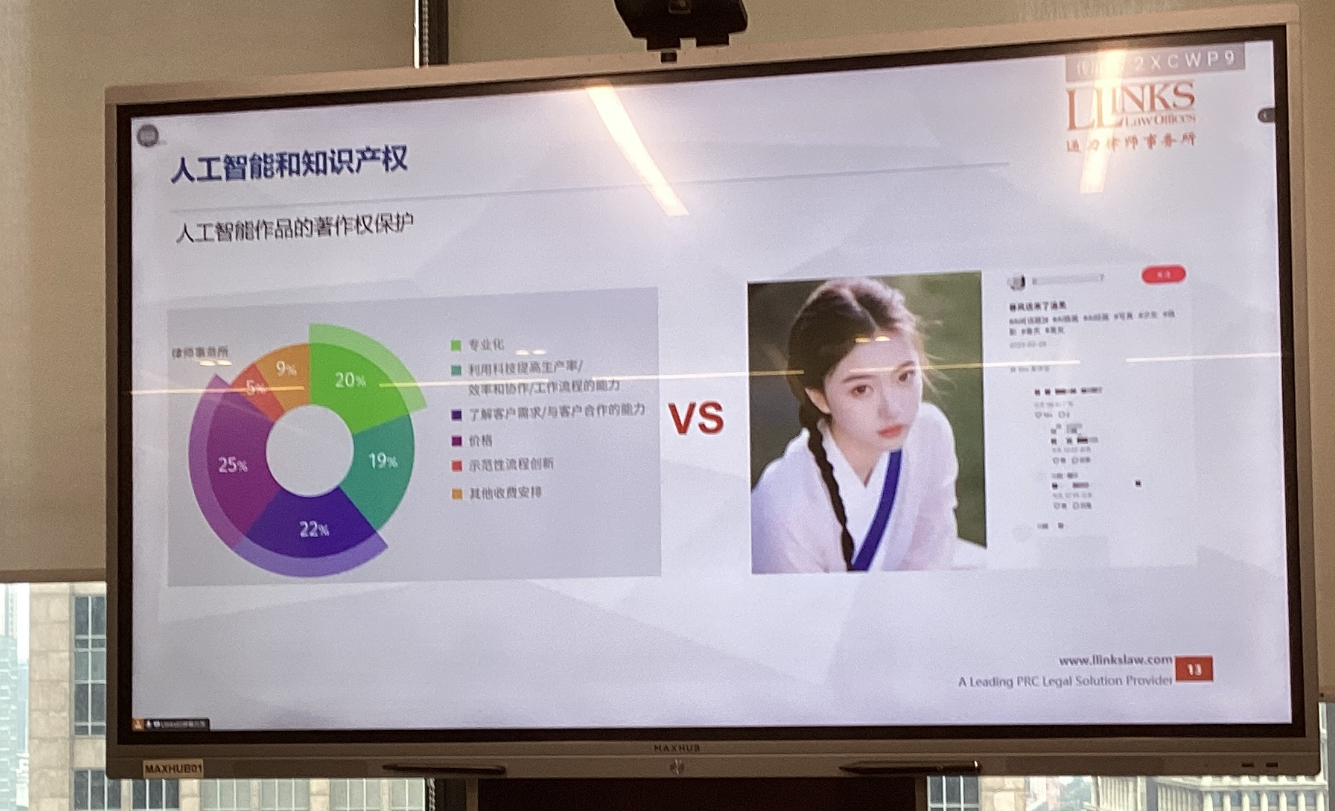 2XCWP9
LLINKS
Law Offices
通力律师事务所
人工智能和知识产权
人工智能作品的著作权保护
律师事务所
9%
5%
20%
25%
19%
22%
专业化
利用科技提高生产率/
效率和协作/工作流程的能力
了解客户需求/与客户合作的能力
价格
示范性流程创新
其他收费安排
VS
春风送来了温柔
www.llinkslaw.com
A Leading PRC Legal Solution Provider
13
MAXHUB
MAXHUB01